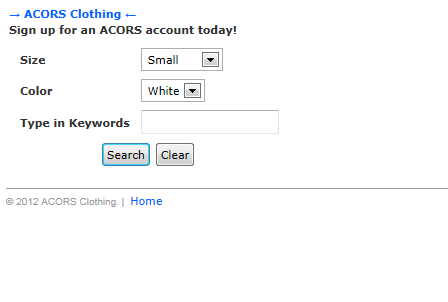 → ACORS Clothing ←
Sign up for an ACORS account today!
Size Small
Color White
Type in Keywords
Search Clear
© 2012 ACORS Clothing. | Home